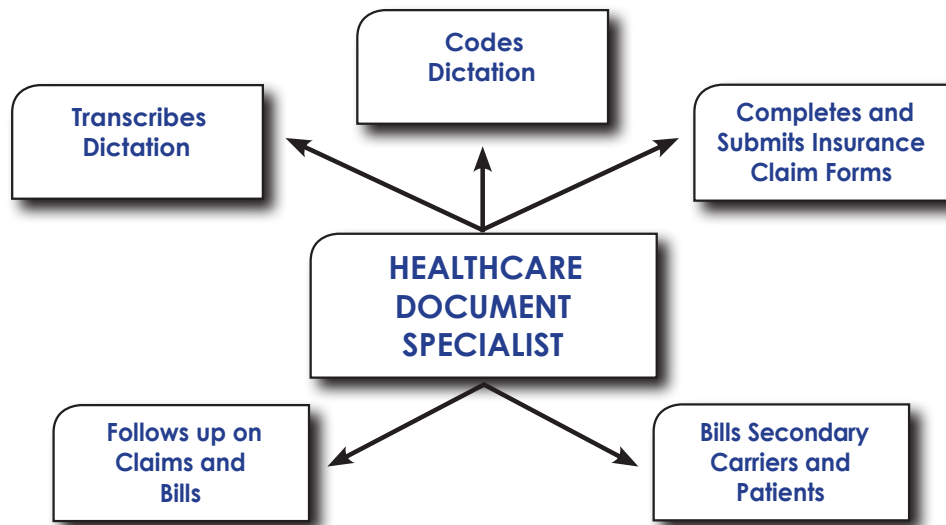 Codes
Dictation
Transcribes
Dictation
Completes and
Submits Insurance
Claim Forms
HEALTHCARE
DOCUMENT
SPECIALIST
Follows up on
Claims and
Bills
Bills Secondary
Carriers and
Patients